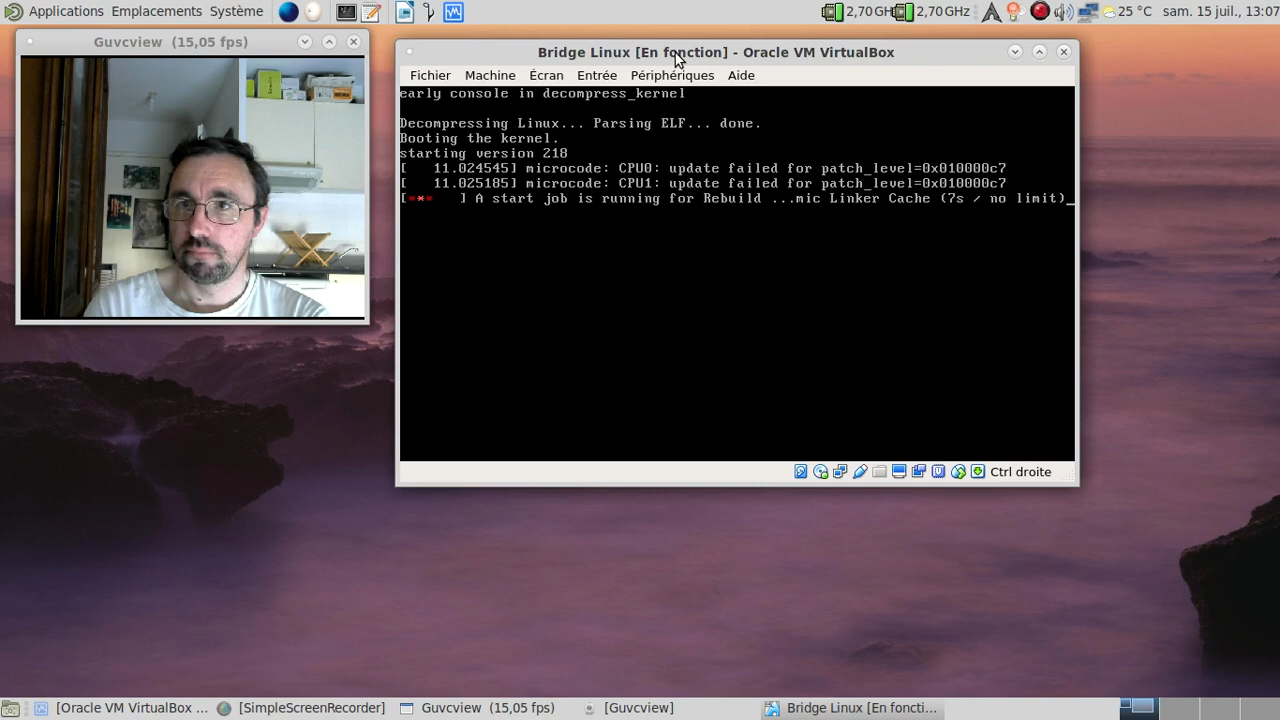 Applications Emplacements Système
2,70 GH 2,70 GHz 25 °C sam. 15 juil., 13:07
Guvcview (15,05 fps)
Bridge Linux [En fonction] - Oracle VM VirtualBox
Fichier Machine Écran Entrée Périphériques Aide
early console in decompress_kernel
Decompressing Linux... Parsing ELF... done.
Booting the kernel.
starting version 218
[   11.024545] microcode: CPU0: update failed for patch_level=0x010000c7
[   11.025185] microcode: CPU1: update failed for patch_level=0x010000c7
[***   ] A start job is running for Rebuild ...mic Linker Cache (7s / no limit)_
Ctrl droite
[Oracle VM VirtualBox ... [SimpleScreenRecorder] Guvcview (15,05 fps) [Guvcview] Bridge Linux [En foncti...